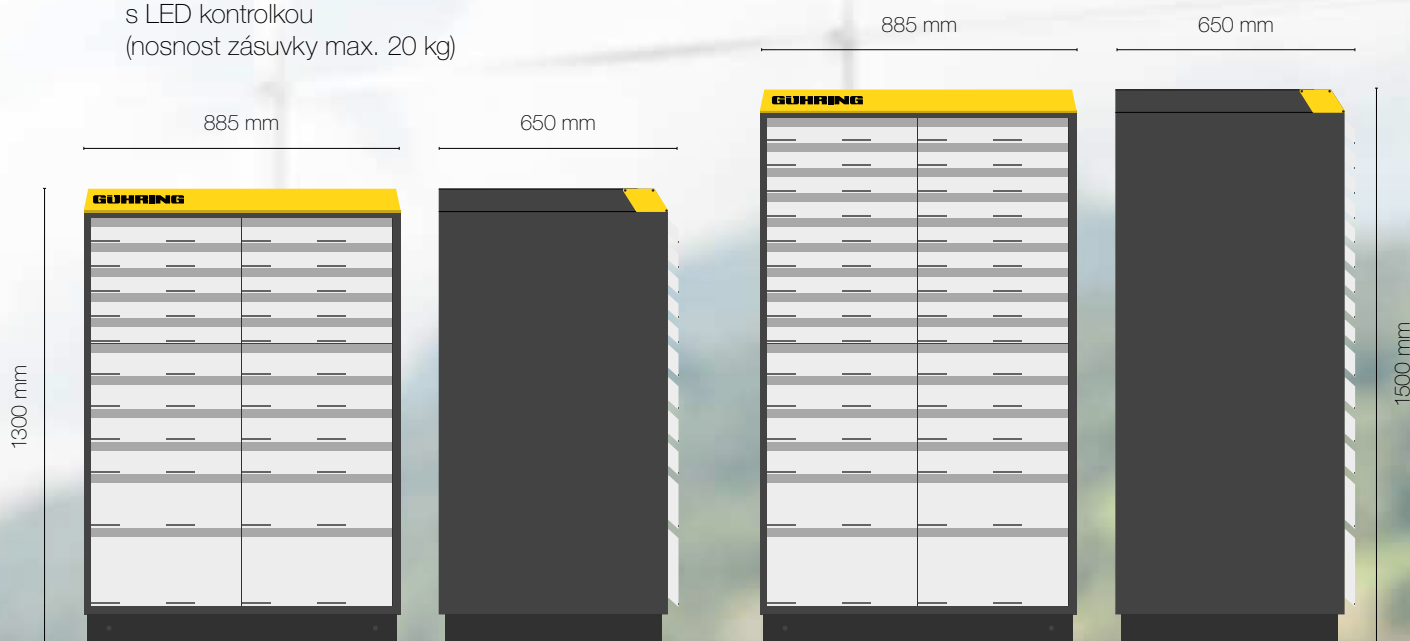 s LED kontrolkou
(nosnost zásuvky max. 20 kg)
885 mm
650 mm
885 mm
650 mm
GÜHRING
GÜHRING
1300 mm
1500 mm